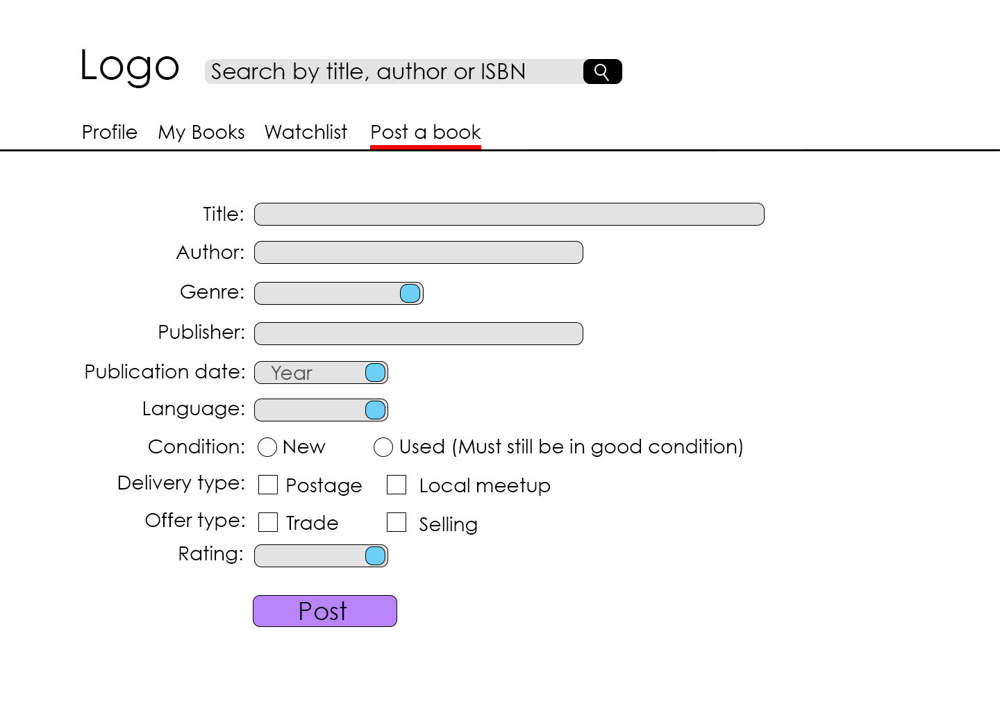 Logo
Search by title, author or ISBN
Profile My Books Watchlist Post a book
Title:
Author:
Genre:
Publisher:
Publication date: Year
Language:
Condition: New Used (Must still be in good condition)
Delivery type: Postage Local meetup
Offer type: Trade Selling
Rating:
Post